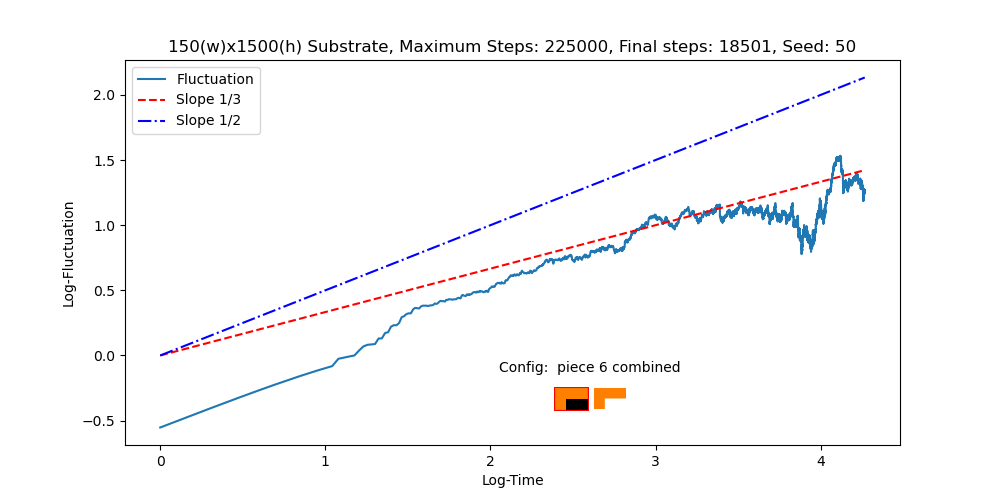 150(w)x1500(h) Substrate, Maximum Steps: 225000, Final steps: 18501, Seed: 50
Fluctuation
Slope 1/3
Slope 1/2
2.0
1.5
1.0
0.5
0.0
−0.5
Log-Fluctuation
Config:  piece 6 combined
0 1 2 3 4
Log-Time